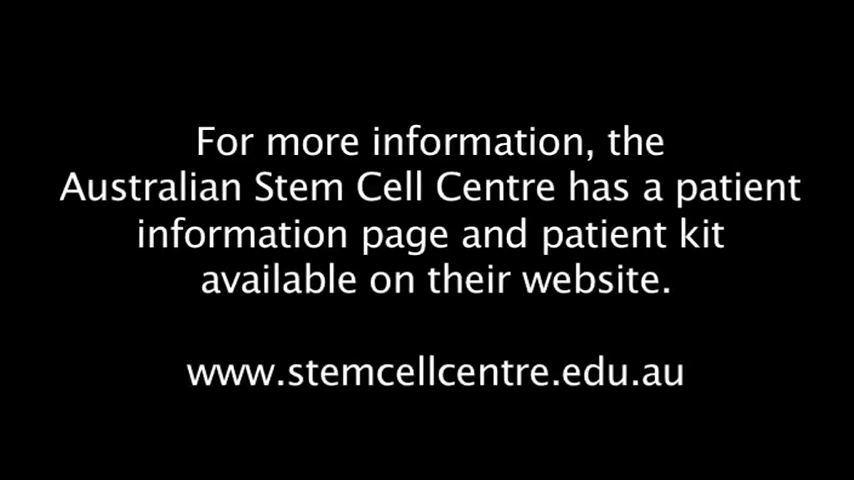 For more information, the
Australian Stem Cell Centre has a patient
information page and patient kit
available on their website.
www.stemcellcentre.edu.au